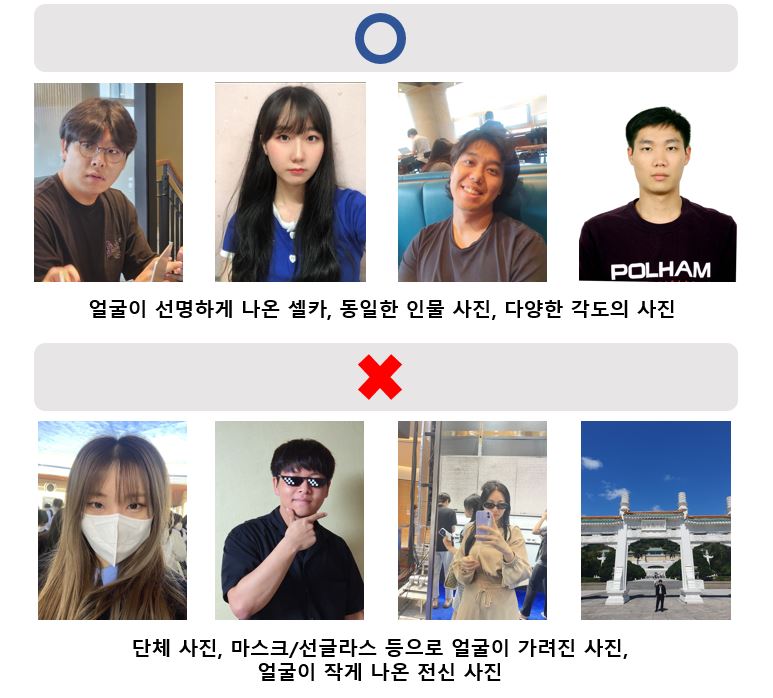 POLHAM
얼굴이 선명하게 나온 셀카, 동일한 인물 사진, 다양한 각도의 사진
단체 사진, 마스크/선글라스 등으로 얼굴이 가려진 사진,
얼굴이 작게 나온 전신 사진